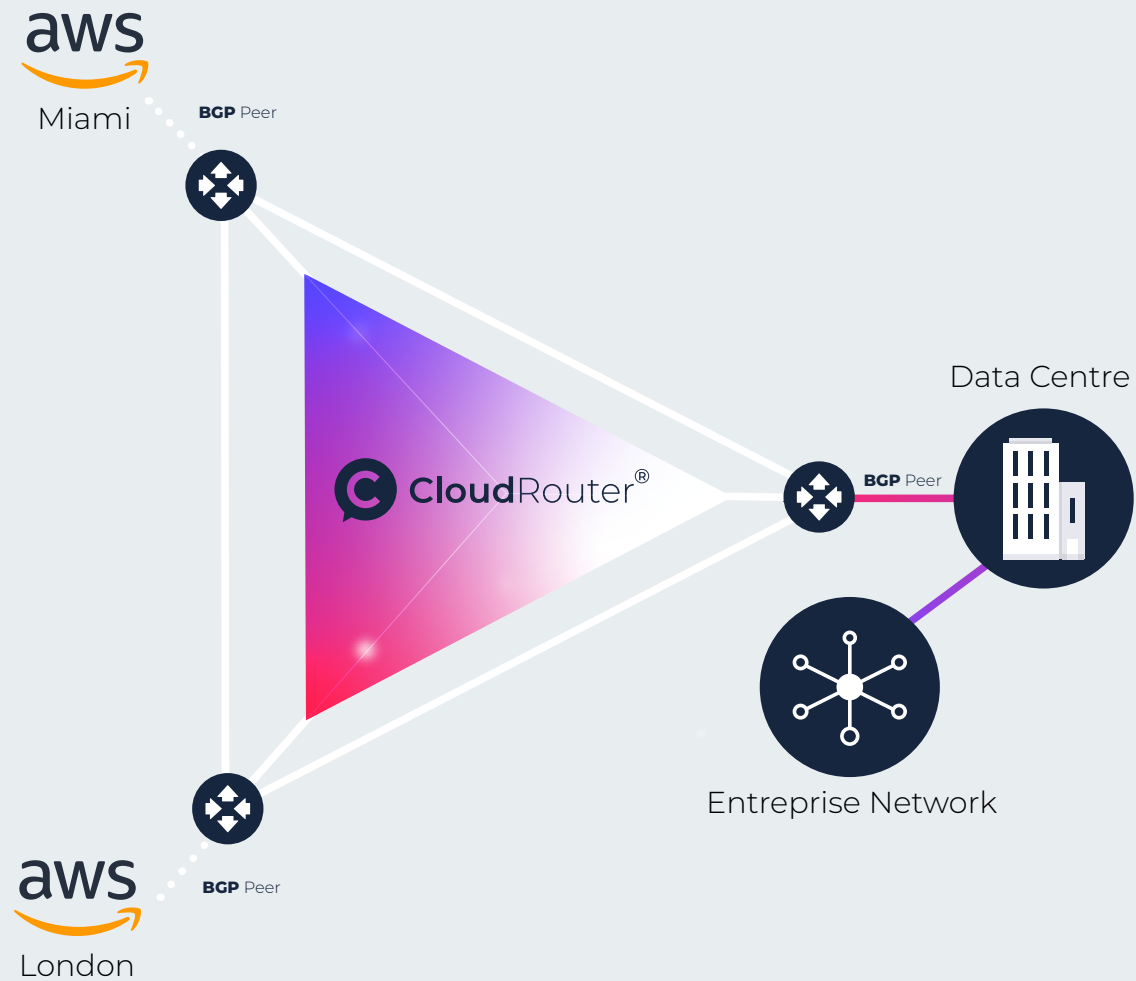 aws
Miami
BGP Peer
Data Centre
CloudRouter®
BGP Peer
Entreprise Network
aws
BGP Peer
London